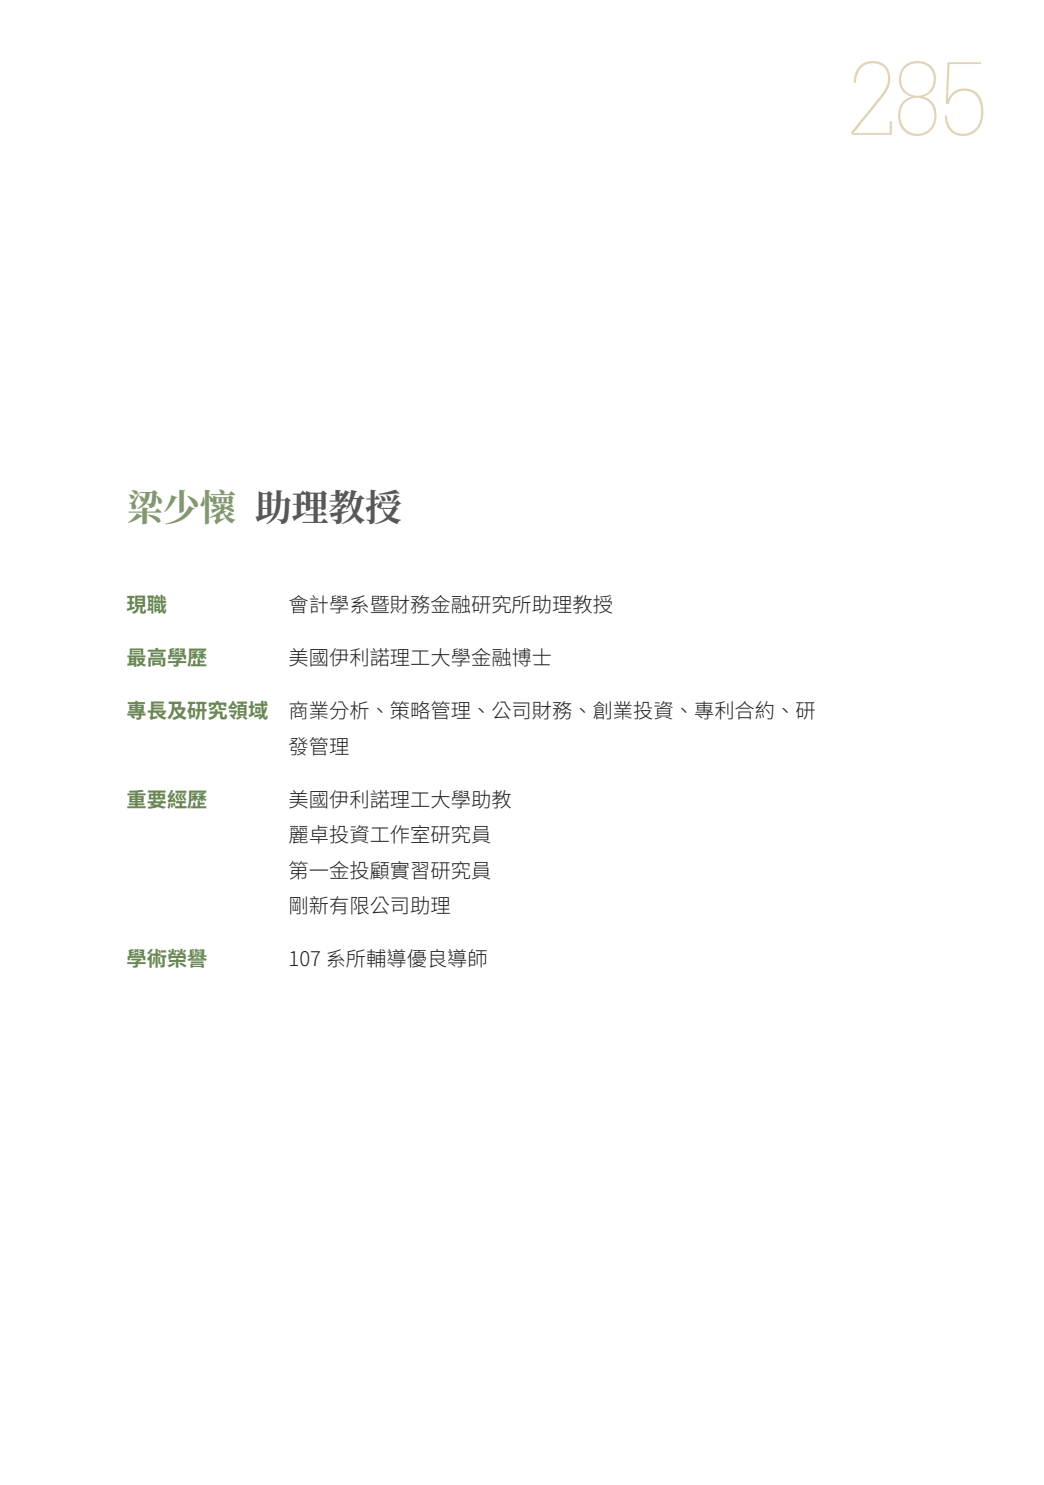 285
梁少懷 助理教授
現職 會計學系暨財務金融研究所助理教授
最高學歷 美國伊利諾理工大學金融博士
專長及研究領域 商業分析、策略管理、公司財務、創業投資、專利合約、研
發管理
重要經歷 美國伊利諾理工大學助教
麗卓投資工作室研究員
第一金投顧實習研究員
剛新有限公司助理
學術榮譽 107 系所輔導優良導師